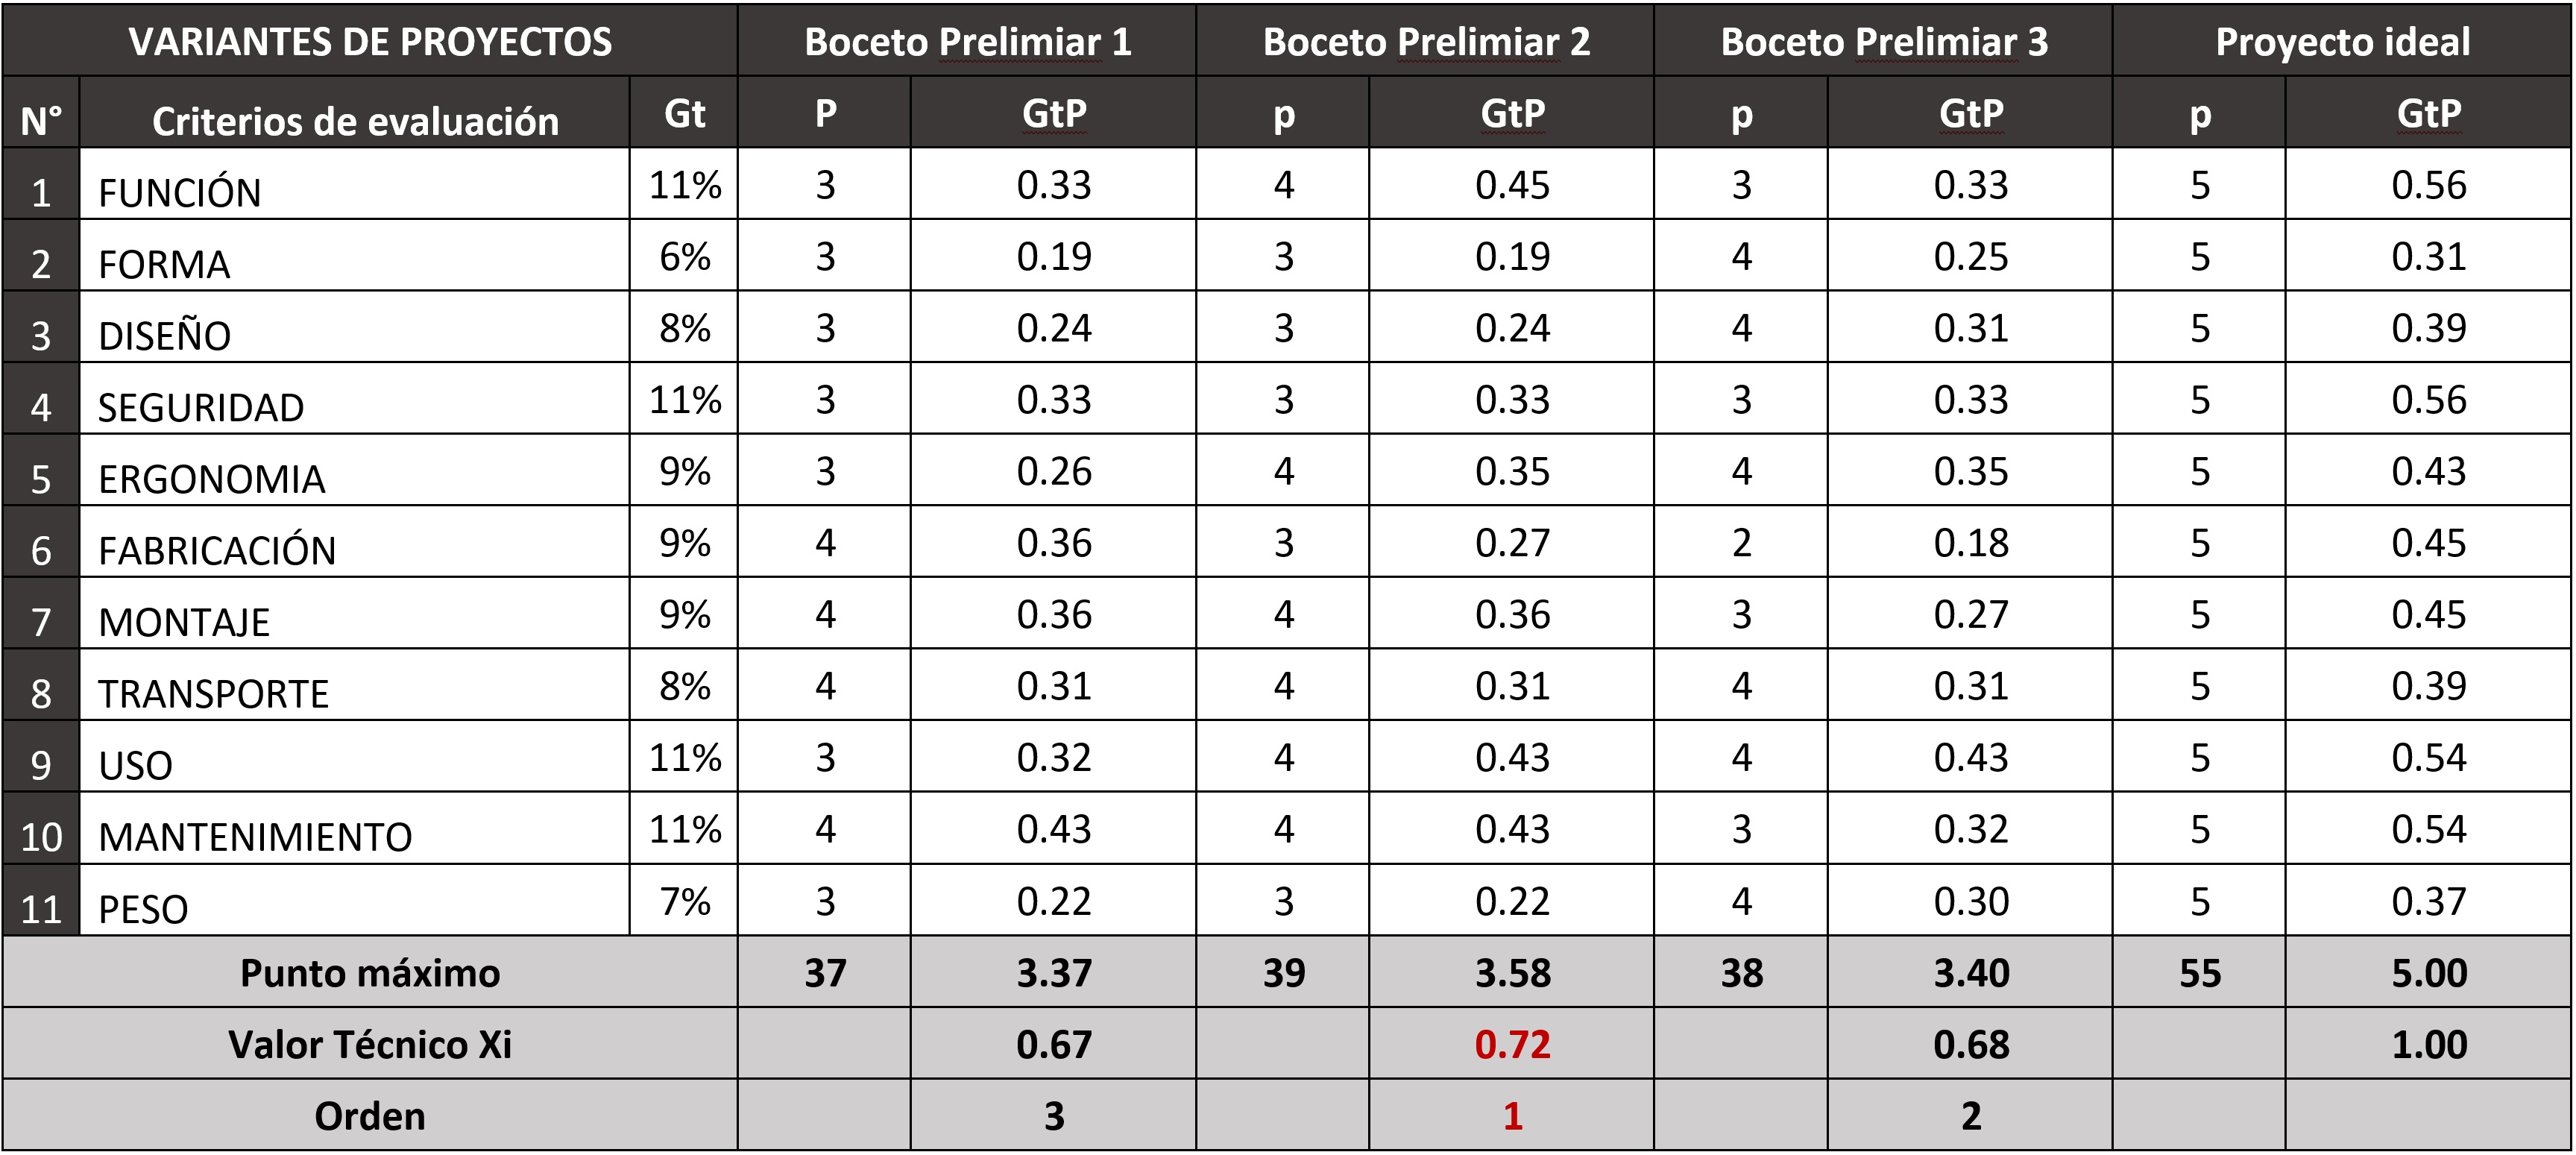 VARIANTES DE PROYECTOS Boceto Prelimiar 1 Boceto Prelimiar 2 Boceto Prelimiar 3 Proyecto ideal
N° Criterios de evaluación Gt P GtP p GtP p GtP p GtP
1 FUNCIÓN 11% 3 0.33 4 0.45 3 0.33 5 0.56
2 FORMA 6% 3 0.19 3 0.19 4 0.25 5 0.31
3 DISEÑO 8% 3 0.24 3 0.24 4 0.31 5 0.39
4 SEGURIDAD 11% 3 0.33 3 0.33 3 0.33 5 0.56
5 ERGONOMIA 9% 3 0.26 4 0.35 4 0.35 5 0.43
6 FABRICACIÓN 9% 4 0.36 3 0.27 2 0.18 5 0.45
7 MONTAJE 9% 4 0.36 4 0.36 3 0.27 5 0.45
8 TRANSPORTE 8% 4 0.31 4 0.31 4 0.31 5 0.39
9 USO 11% 3 0.32 4 0.43 4 0.43 5 0.54
10 MANTENIMIENTO 11% 4 0.43 4 0.43 3 0.32 5 0.54
11 PESO 7% 3 0.22 3 0.22 4 0.30 5 0.37
Punto máximo 37 3.37 39 3.58 38 3.40 55 5.00
Valor Técnico Xi 0.67 0.72 0.68 1.00
Orden 3 1 2